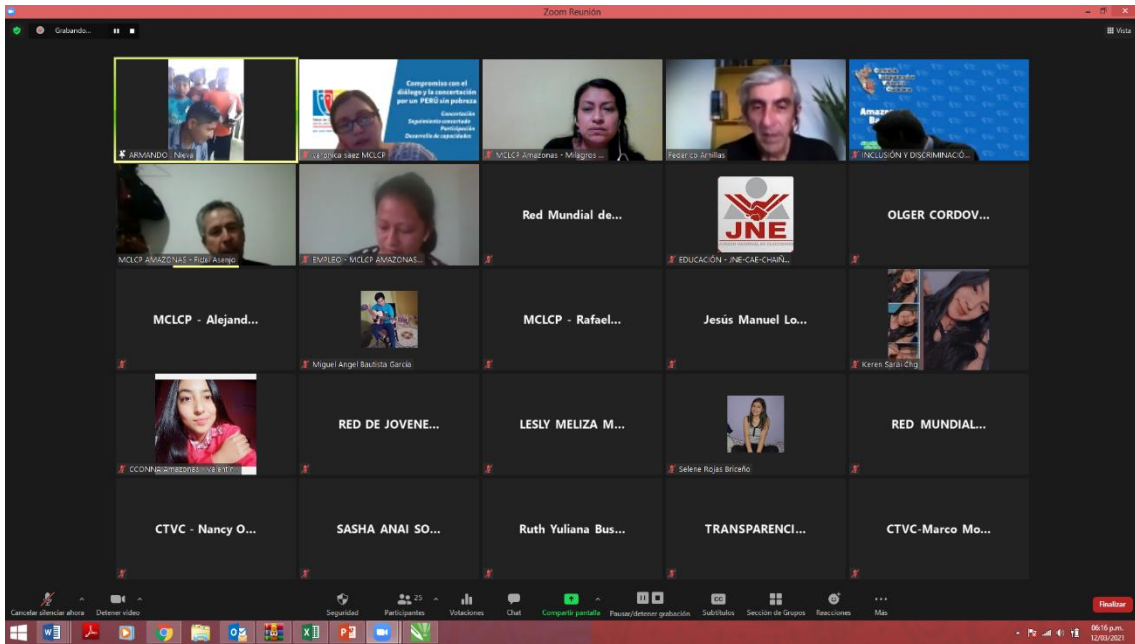 Zoom Reunión
Grabando...
Vista
Compromiso con el
diálogo y la concertación
por un PERÚ sin pobreza
Concertación
Seguimiento concertado
Participación
Desarrollo de capacidades
ARMANDO . Nieva
veronica saez MCLCP
MCLCP Amazonas - Milagros ...
Federico Arnillas
INCLUSIÓN Y DISCRIMINACIÓ...
MCLCP AMAZONAS - Fidel Asenjo
EMPLEO - MCLCP AMAZONAS...
Red Mundial de...
JNE
EDUCACIÓN - JNE-CAE-CHAIÑ...
OLGER CORDOV...
MCLCP - Alejand...
Miguel Angel Bautista García
MCLCP - Rafael...
Jesús Manuel Lo...
Keren Sarai Chg
CCONNA Amazonas - Valentin
RED DE JOVENE...
LESLY MELIZA M...
Selene Rojas Briceño
RED MUNDIAL...
CTVC - Nancy O...
SASHA ANAI SO...
Ruth Yuliana Bus...
TRANSPARENCI...
CTVC-Marco Mo...
Cancelar silenciar ahora
Detener video
Seguridad
25
Participantes
Votaciones
Chat
Compartir pantalla
Pausar/detener grabación
CC
Subtítulos
Sección de Grupos
Reacciones
Más
Finalizar
06:16 p.m.
12/03/2021